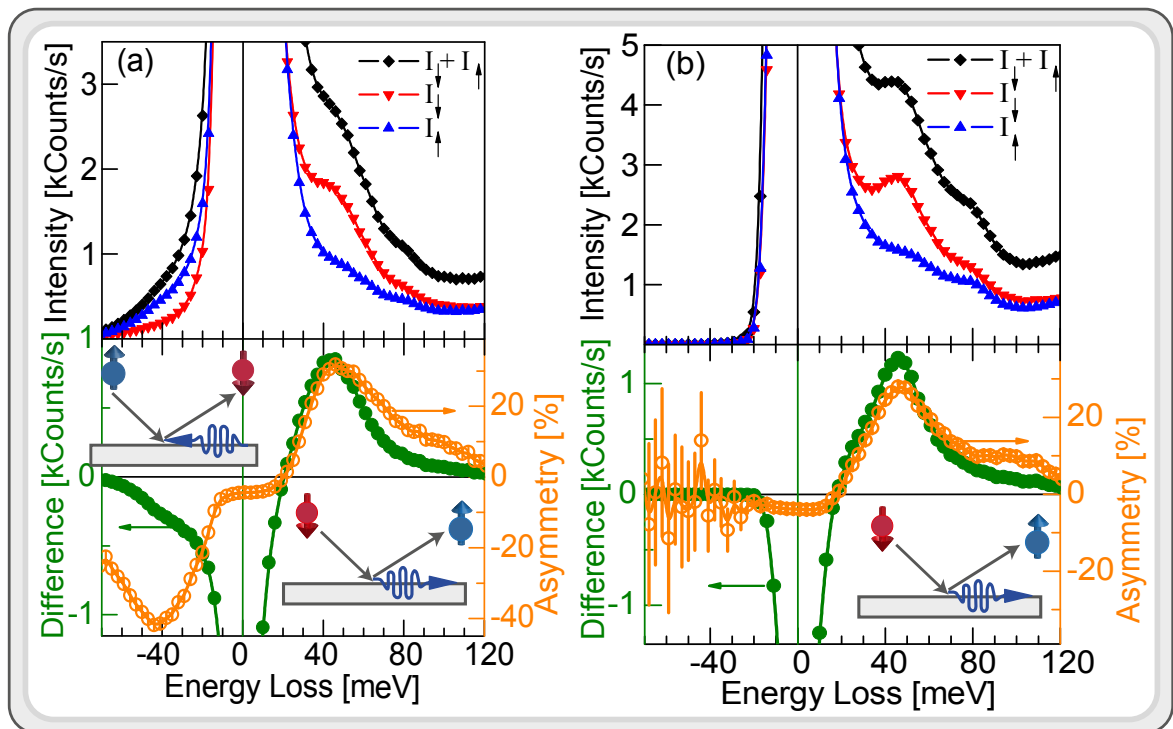 (a)
I↓+I↑
I↓
I↑
Intensity [kCounts/s]
3
2
1
1
0
-1
Difference [kCounts/s]
20
0
-20
-40
Asymmetry [%]
-40 0 40 80 120
Energy Loss [meV]
(b)
I↓+I↑
I↓
I↑
Intensity [kCounts/s]
5
4
3
2
1
1
0
-1
Difference [kCounts/s]
20
0
-20
Asymmetry [%]
-40 0 40 80 120
Energy Loss [meV]